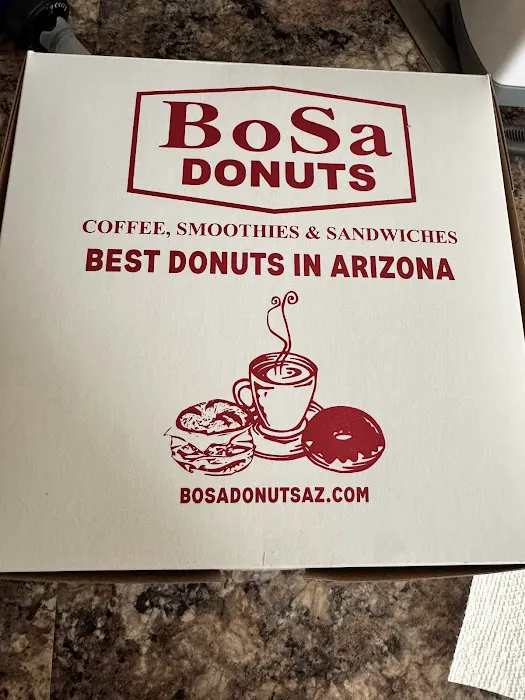 BoSa
DONUTS
COFFEE, SMOOTHIES & SANDWICHES
BEST DONUTS IN ARIZONA
BOSADONUTSAZ.COM